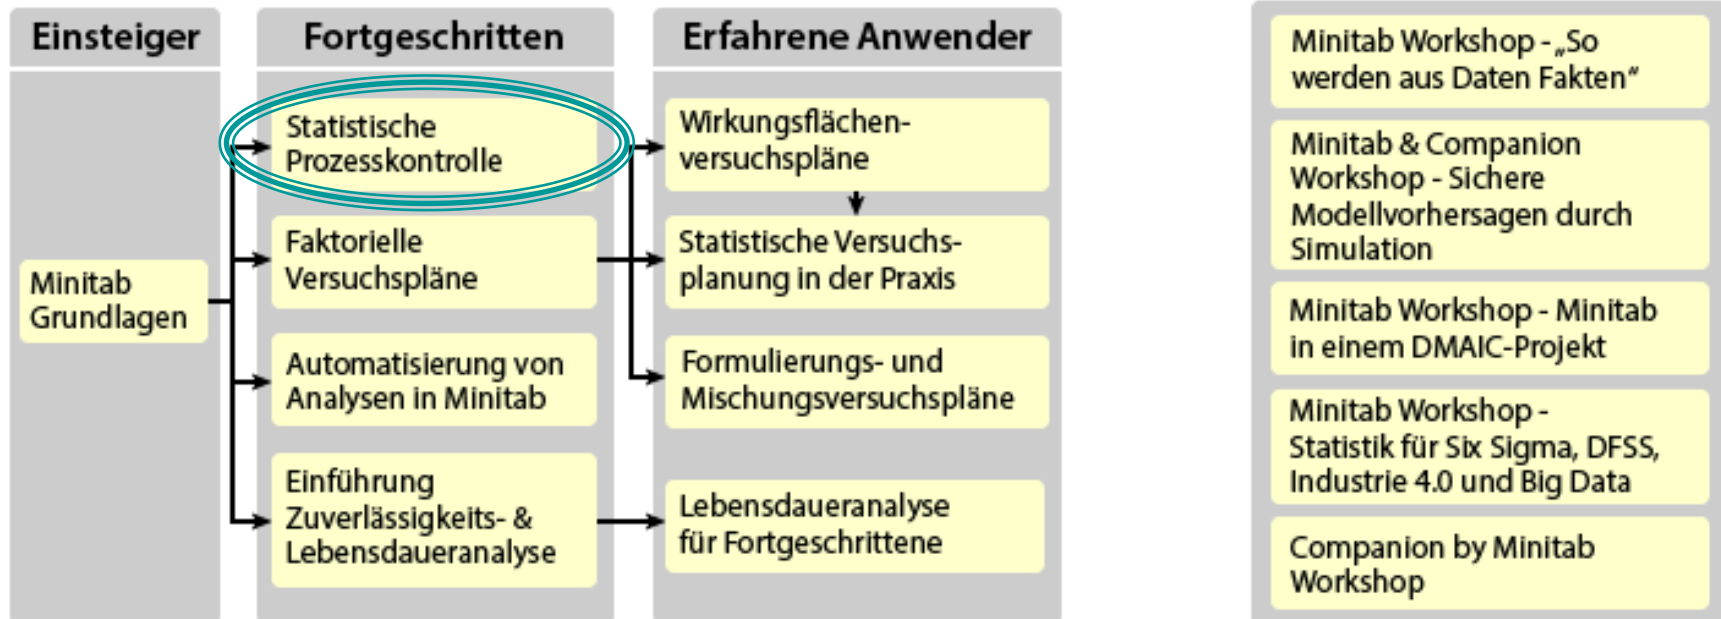 Einsteiger
Minitab
Grundlagen
Fortgeschritten
Statistische
Prozesskontrolle
Faktorielle
Versuchspläne
Automatisierung von
Analysen in Minitab
Einführung
Zuverlässigkeits- &
Lebensdaueranalyse
Erfahrene Anwender
Wirkungsflächen-
versuchspläne
Statistische Versuchs-
planung in der Praxis
Formulierungs- und
Mischungsversuchspläne
Lebensdaueranalyse
für Fortgeschrittene
Minitab Workshop - „So
werden aus Daten Fakten“
Minitab & Companion
Workshop - Sichere
Modellvorhersagen durch
Simulation
Minitab Workshop - Minitab
in einem DMAIC-Projekt
Minitab Workshop -
Statistik für Six Sigma, DFSS,
Industrie 4.0 und Big Data
Companion by Minitab
Workshop